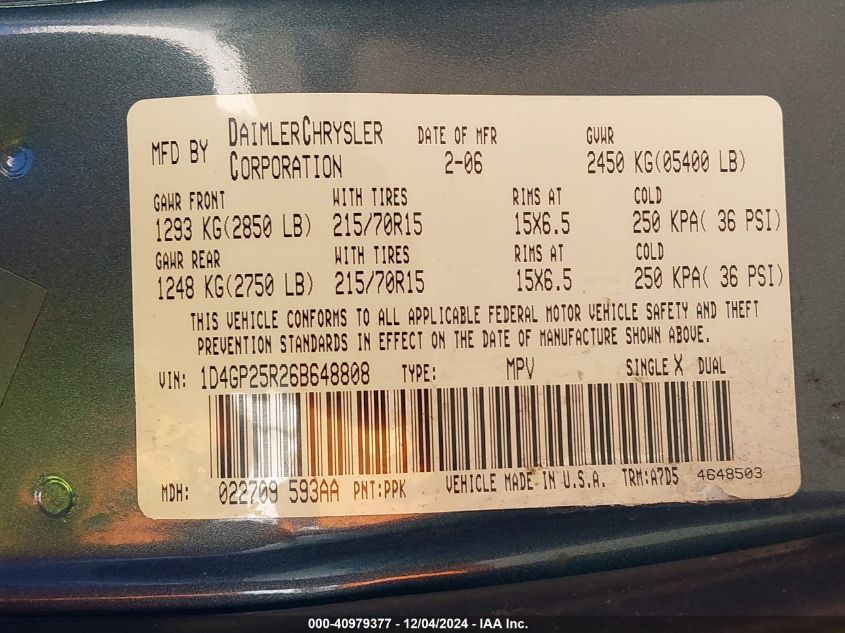 MFD BY DAIMLERCHRYSLER CORPORATION DATE OF MFR 2-06 GVWR 2450 KG(05400 LB)
GAWR FRONT WITH TIRES RIMS AT COLD
1293 KG(2850 LB) 215/70R15 15X6.5 250 KPA( 36 PSI)
GAWR REAR WITH TIRES RIMS AT COLD
1248 KG(2750 LB) 215/70R15 15X6.5 250 KPA( 36 PSI)
THIS VEHICLE CONFORMS TO ALL APPLICABLE FEDERAL MOTOR VEHICLE SAFETY AND THEFT
PREVENTION STANDARDS IN EFFECT ON THE DATE OF MANUFACTURE SHOWN ABOVE.
VIN: 1D4GP25R26B648808 TYPE: MPV SINGLE X DUAL
MDH: 022709 593AA PNT:PPK VEHICLE MADE IN U.S.A. TRM:A7D5 4648503
000-40979377 - 12/04/2024 - IAA Inc.